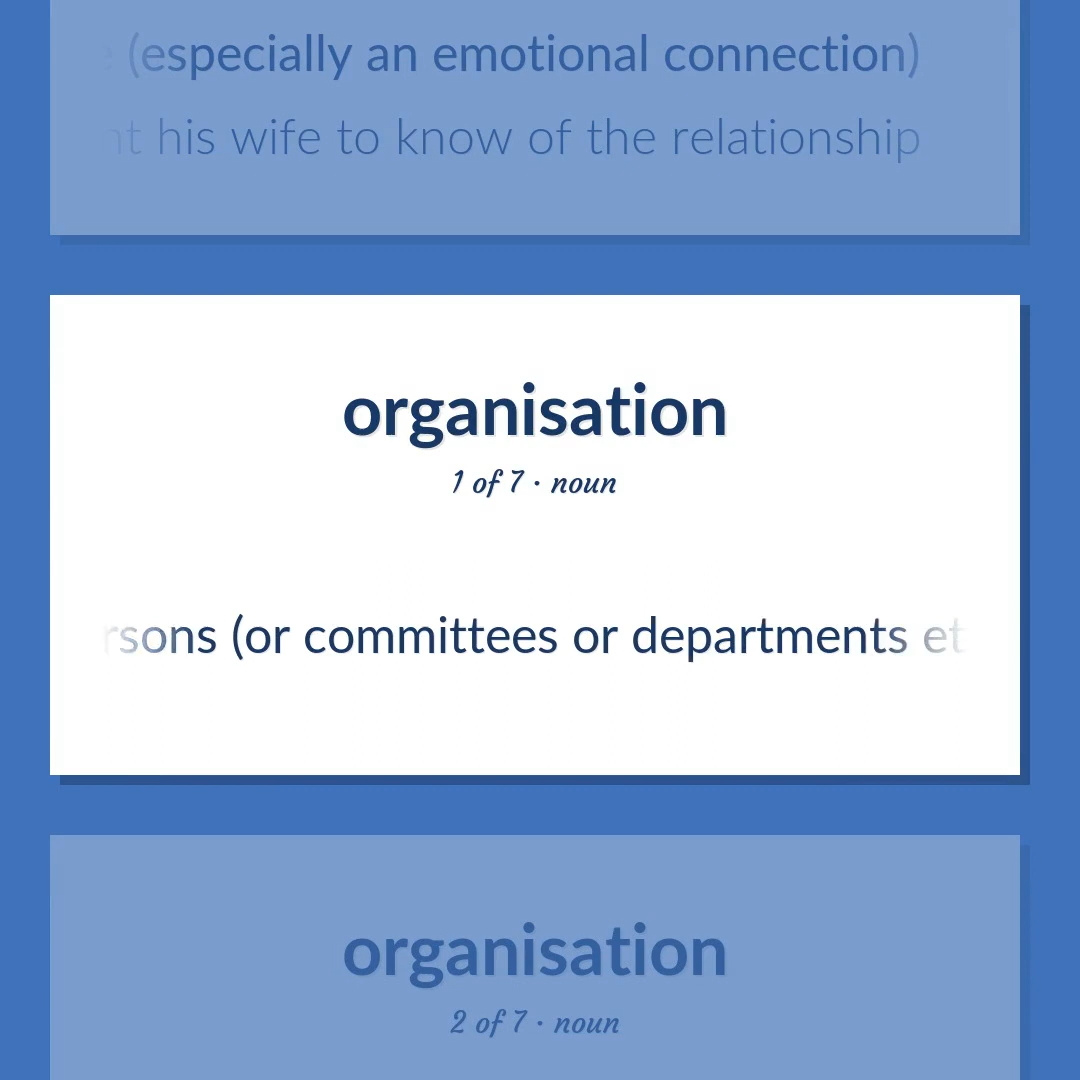 (especially an emotional connection)
his wife to know of the relationship
organisation
1 of 7 · noun
rsons (or committees or departments et
organisation
2 of 7 · noun